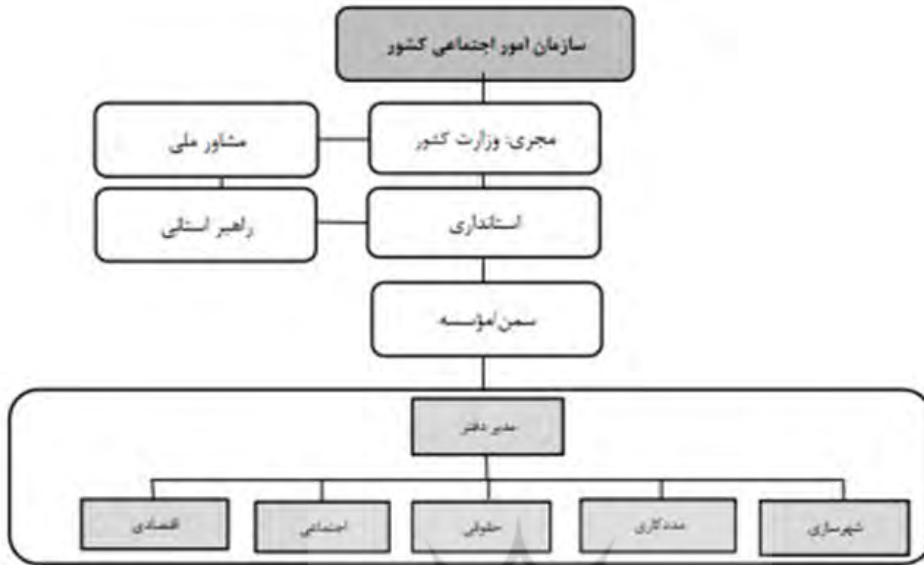 سازمان امور اجتماعی کشور
مجری: وزارت کشور
مشاور ملی
استانداری
راهبر استانی
سمن/مؤسسه
مدیر دفتر
شهرسازی
مددکاری
حقوقی
اجتماعی
اقتصادی